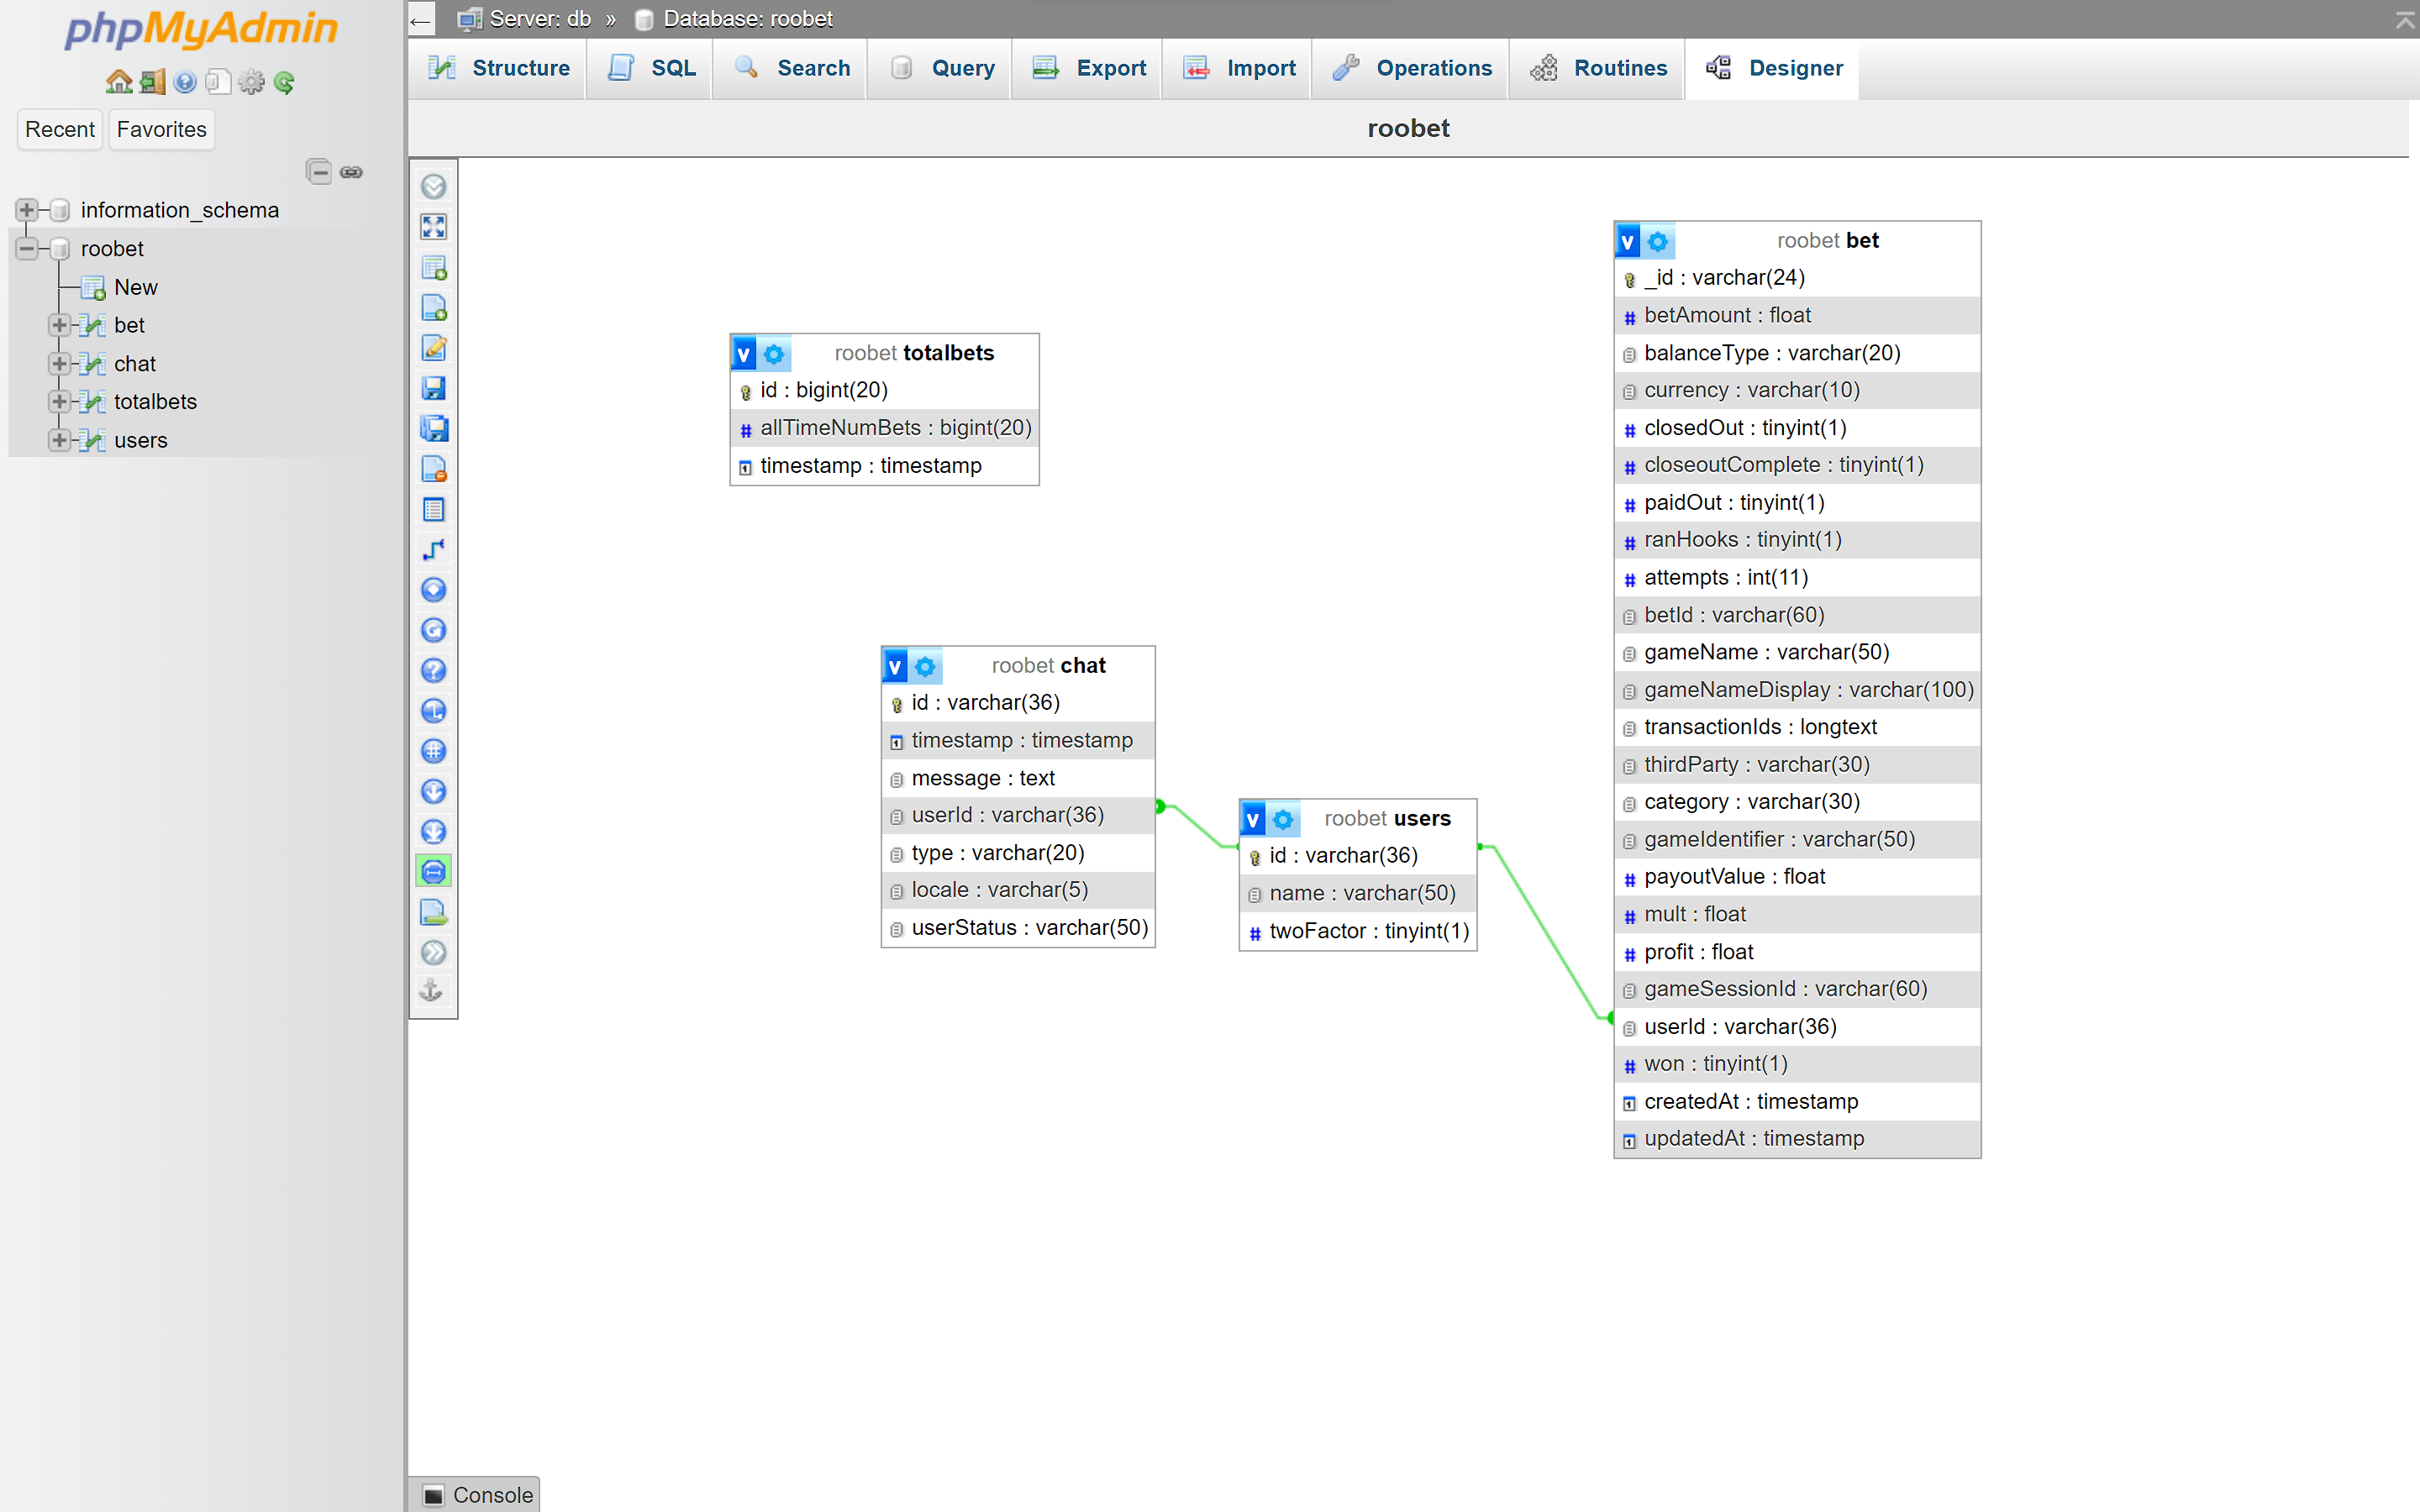 phpMyAdmin
Recent Favorites
information_schema
roobet
New
bet
chat
totalbets
users
← Server: db » Database: roobet
Structure SQL Search Query Export Import Operations Routines Designer
roobet
v roobet totalbets
id : bigint(20)
# allTimeNumBets : bigint(20)
timestamp : timestamp
v roobet chat
id : varchar(36)
timestamp : timestamp
message : text
userId : varchar(36)
type : varchar(20)
locale : varchar(5)
userStatus : varchar(50)
v roobet users
id : varchar(36)
name : varchar(50)
# twoFactor : tinyint(1)
v roobet bet
_id : varchar(24)
# betAmount : float
balanceType : varchar(20)
currency : varchar(10)
# closedOut : tinyint(1)
# closeoutComplete : tinyint(1)
# paidOut : tinyint(1)
# ranHooks : tinyint(1)
# attempts : int(11)
betId : varchar(60)
gameName : varchar(50)
gameNameDisplay : varchar(100)
transactionIds : longtext
thirdParty : varchar(30)
category : varchar(30)
gameIdentifier : varchar(50)
# payoutValue : float
# mult : float
# profit : float
gameSessionId : varchar(60)
userId : varchar(36)
# won : tinyint(1)
createdAt : timestamp
updatedAt : timestamp
Console